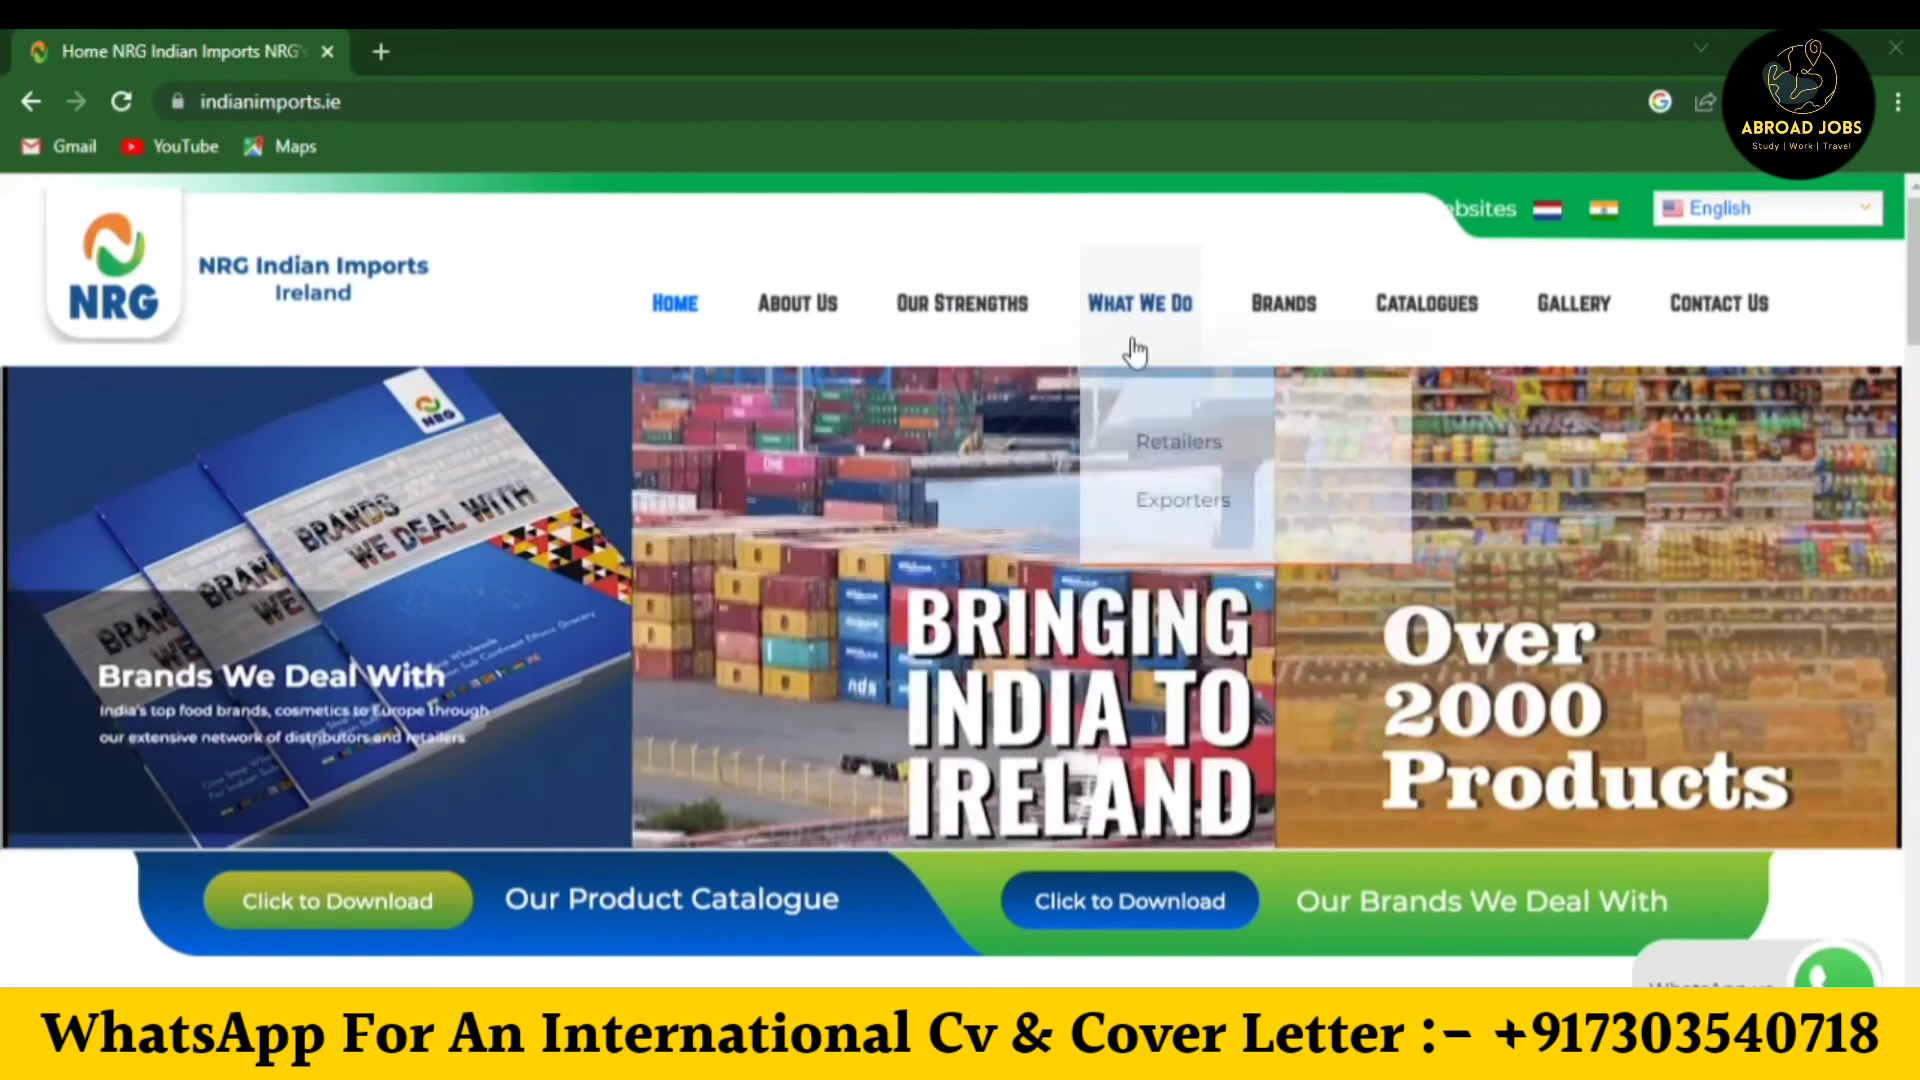 Home NRG Indian Imports NRG's
indianimports.ie
Gmail
YouTube
Maps
ABROAD JOBS
Study | Work | Travel
ebsites
English
NRG
NRG Indian Imports
Ireland
HOME
ABOUT US
OUR STRENGTHS
WHAT WE DO
BRANDS
CATALOGUES
GALLERY
CONTACT US
Retailers
Exporters
NRG
BRANDS
WE DEAL WITH
Brands We Deal With
India's top food brands, cosmetics to Europe through
our extensive network of distributors and retailers.
BRINGING
INDIA TO
IRELAND
Over
2000
Products
Click to Download
Our Product Catalogue
Click to Download
Our Brands We Deal With
WhatsApp For An International Cv & Cover Letter :- +917303540718